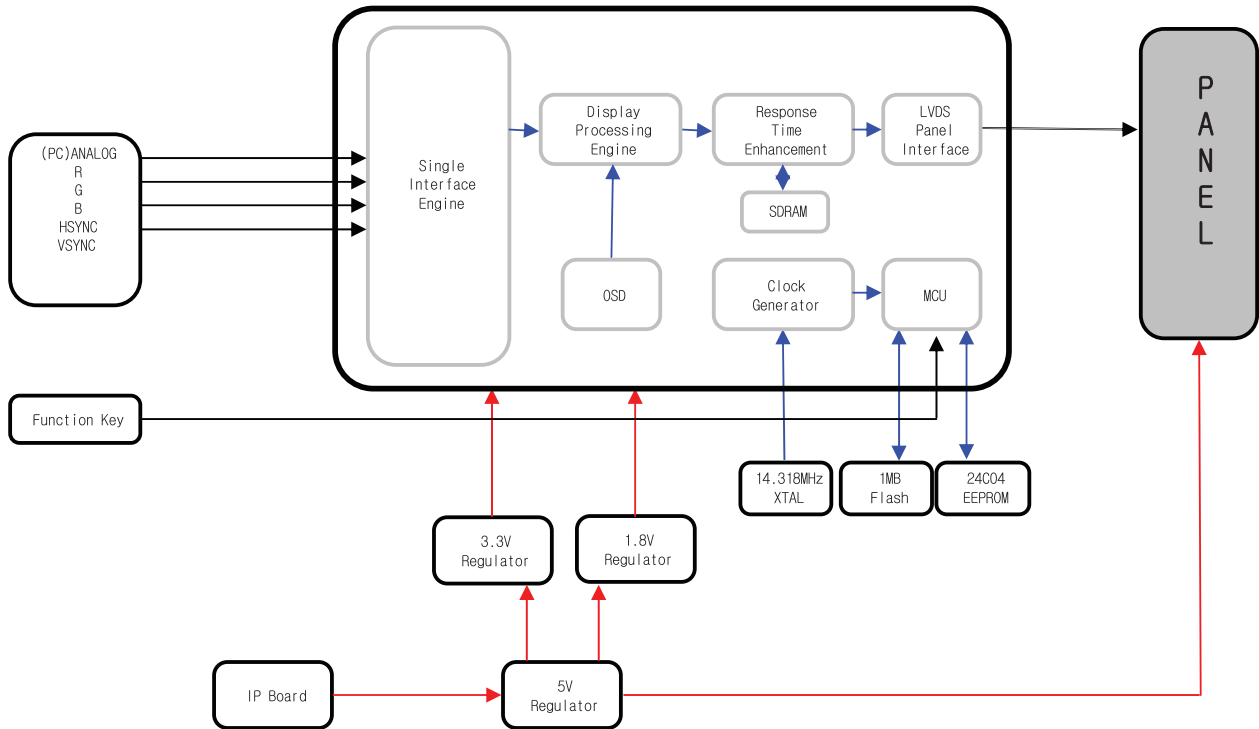 (PC)ANALOG
R
G
B
HSYNC
VSYNC
Single
Interface
Engine
Display
Processing
Engine
Response
Time
Enhancement
LVDS
Panel
Interface
SDRAM
OSD
Clock
Generator
MCU
P
A
N
E
L
Function Key
14.318MHz
XTAL
1MB
Flash
24C04
EEPROM
3.3V
Regulator
1.8V
Regulator
IP Board
5V
Regulator